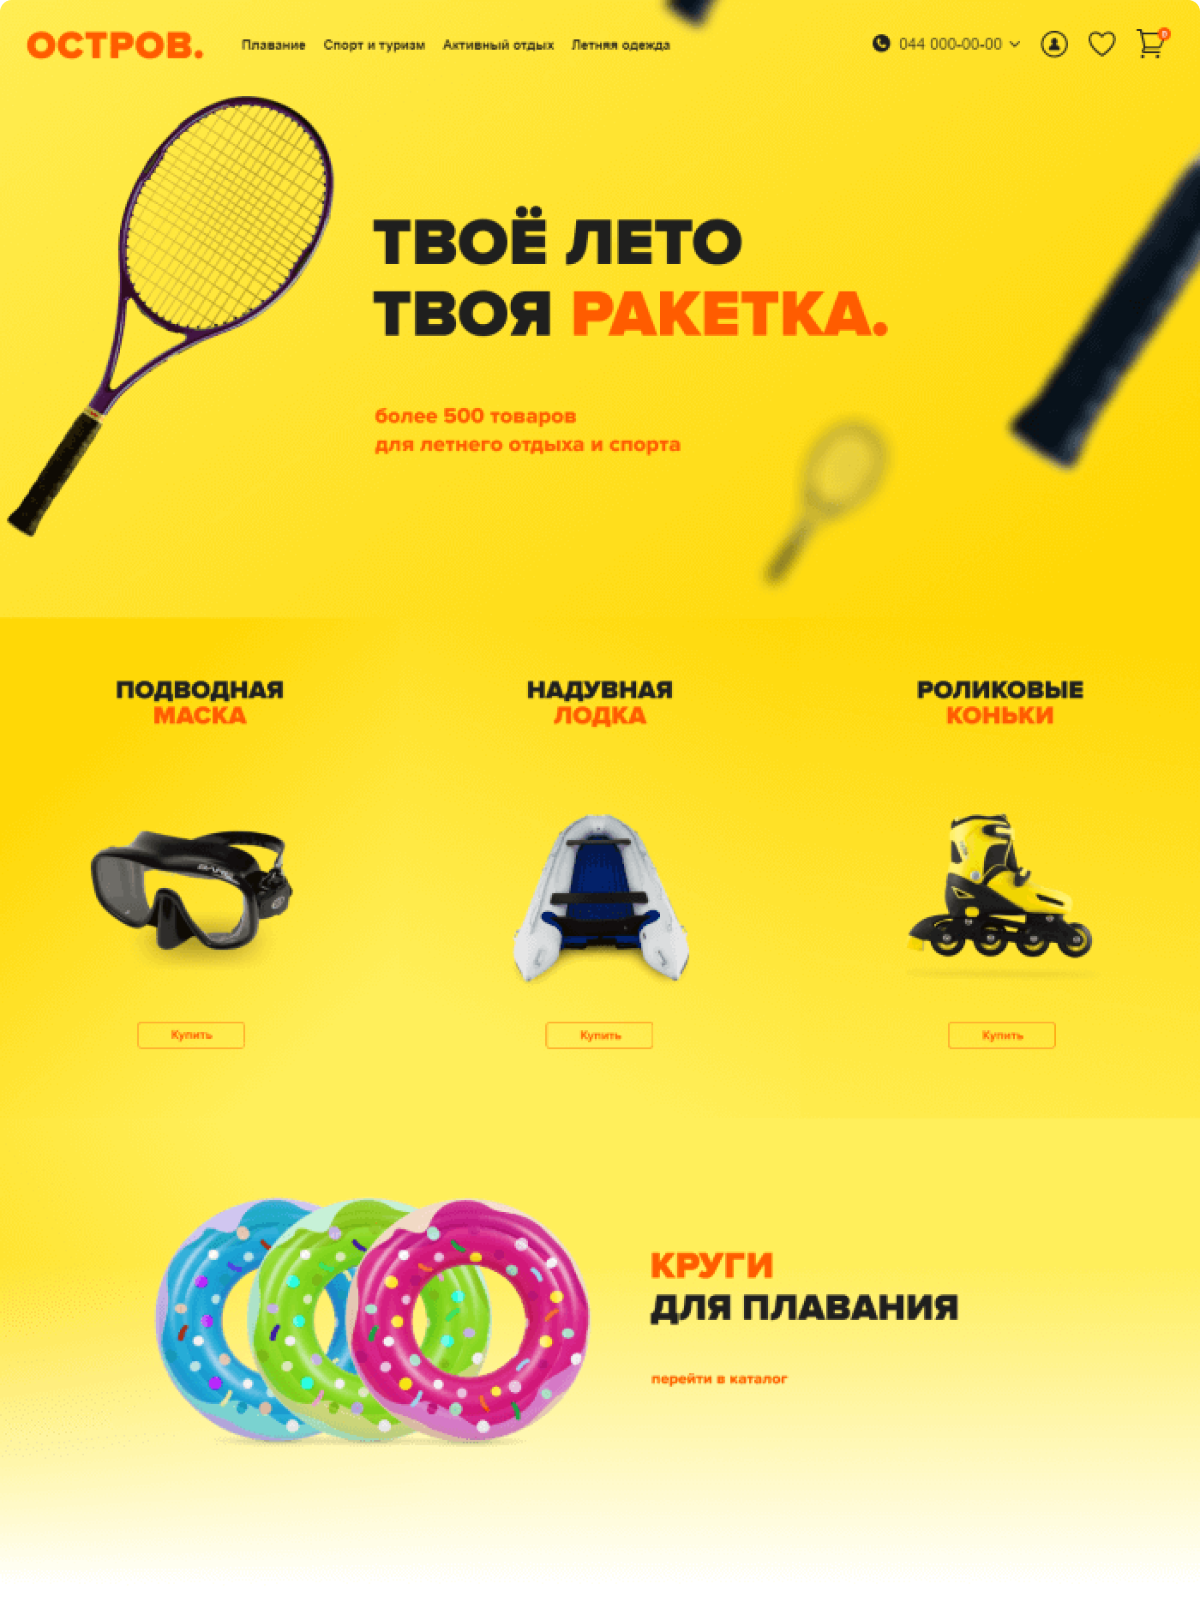 ОСТРОВ.
Плавание Спорт и туризм Активный отдых Летняя одежда
044 000-00-00
0
ТВОЁ ЛЕТО
ТВОЯ РАКЕТКА.
более 500 товаров
для летнего отдыха и спорта
ПОДВОДНАЯ
МАСКА
НАДУВНАЯ
ЛОДКА
РОЛИКОВЫЕ
КОНЬКИ
Купить
Купить
Купить
КРУГИ
ДЛЯ ПЛАВАНИЯ
перейти в каталог